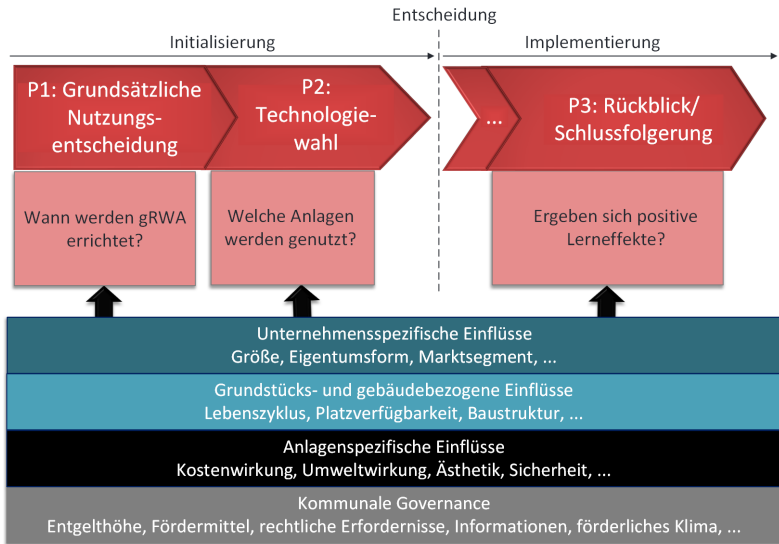 Entscheidung
Initialisierung
Implementierung
P1: Grundsätzliche
Nutzungs-
entscheidung
P2:
Technologie-
wahl
...
P3: Rückblick/
Schlussfolgerung
Wann werden gRWA
errichtet?
Welche Anlagen
werden genutzt?
Ergeben sich positive
Lerneffekte?
Unternehmensspezifische Einflüsse
Größe, Eigentumsform, Marktsegment, ...
Grundstücks- und gebäudebezogene Einflüsse
Lebenszyklus, Platzverfügbarkeit, Baustruktur, ...
Anlagenspezifische Einflüsse
Kostenwirkung, Umweltwirkung, Ästhetik, Sicherheit, ...
Kommunale Governance
Entgelthöhe, Fördermittel, rechtliche Erfordernisse, Informationen, förderliches Klima, ...